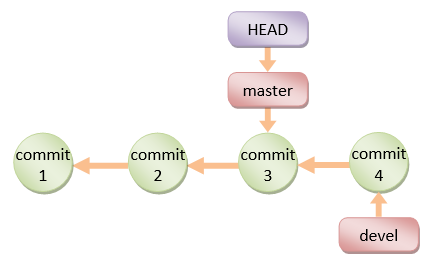 HEAD
master
commit
1
commit
2
commit
3
commit
4
devel